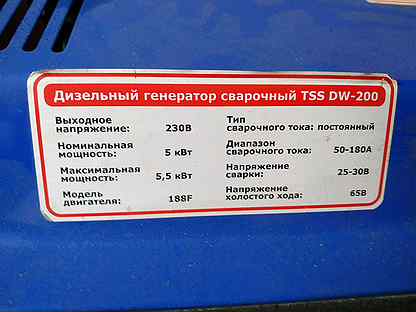 Дизельный генератор сварочный TSS DW-200
Выходное
напряжение: 230В
Номинальная
мощность: 5 кВт
Максимальная
мощность: 5,5 кВт
Модель
двигателя: 188F
Тип
сварочного тока: постоянный
Диапазон
сварочного тока: 50-180А
Напряжение
сварки: 25-30В
Напряжение
холостого хода: 65В